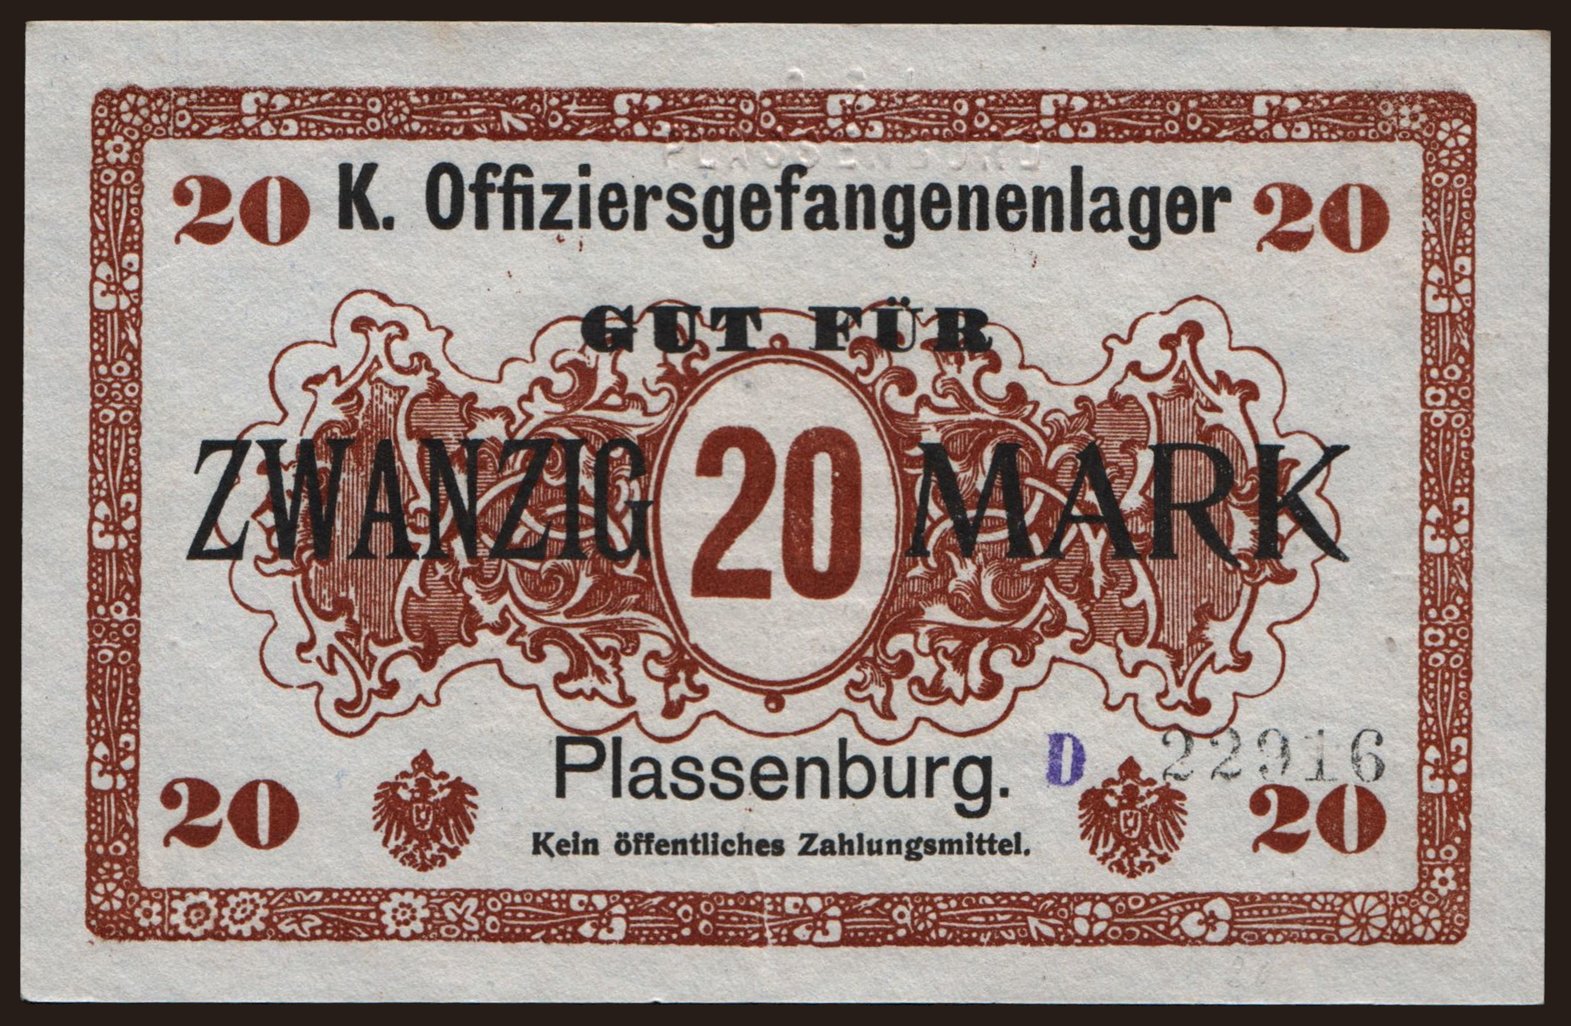 20 K. Offiziersgefangenenlager 20
GUT FÜR
ZWANZIG 20 MARK
Plassenburg. D 22916
20 20
Kein öffentliches Zahlungsmittel.